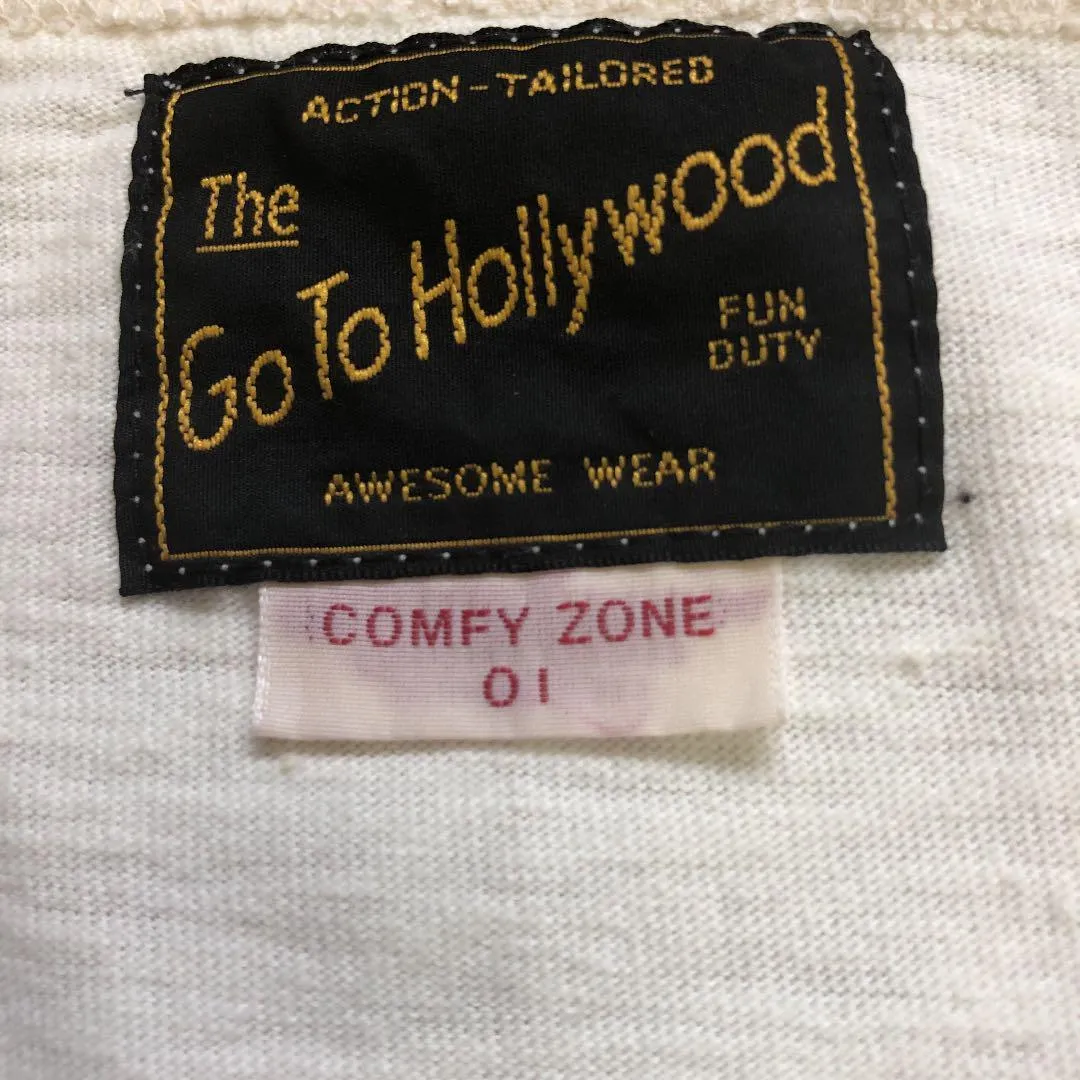 ACTION-TAILORED
The
Go To Hollywood
FUN
DUTY
AWESOME WEAR
COMFY ZONE
01